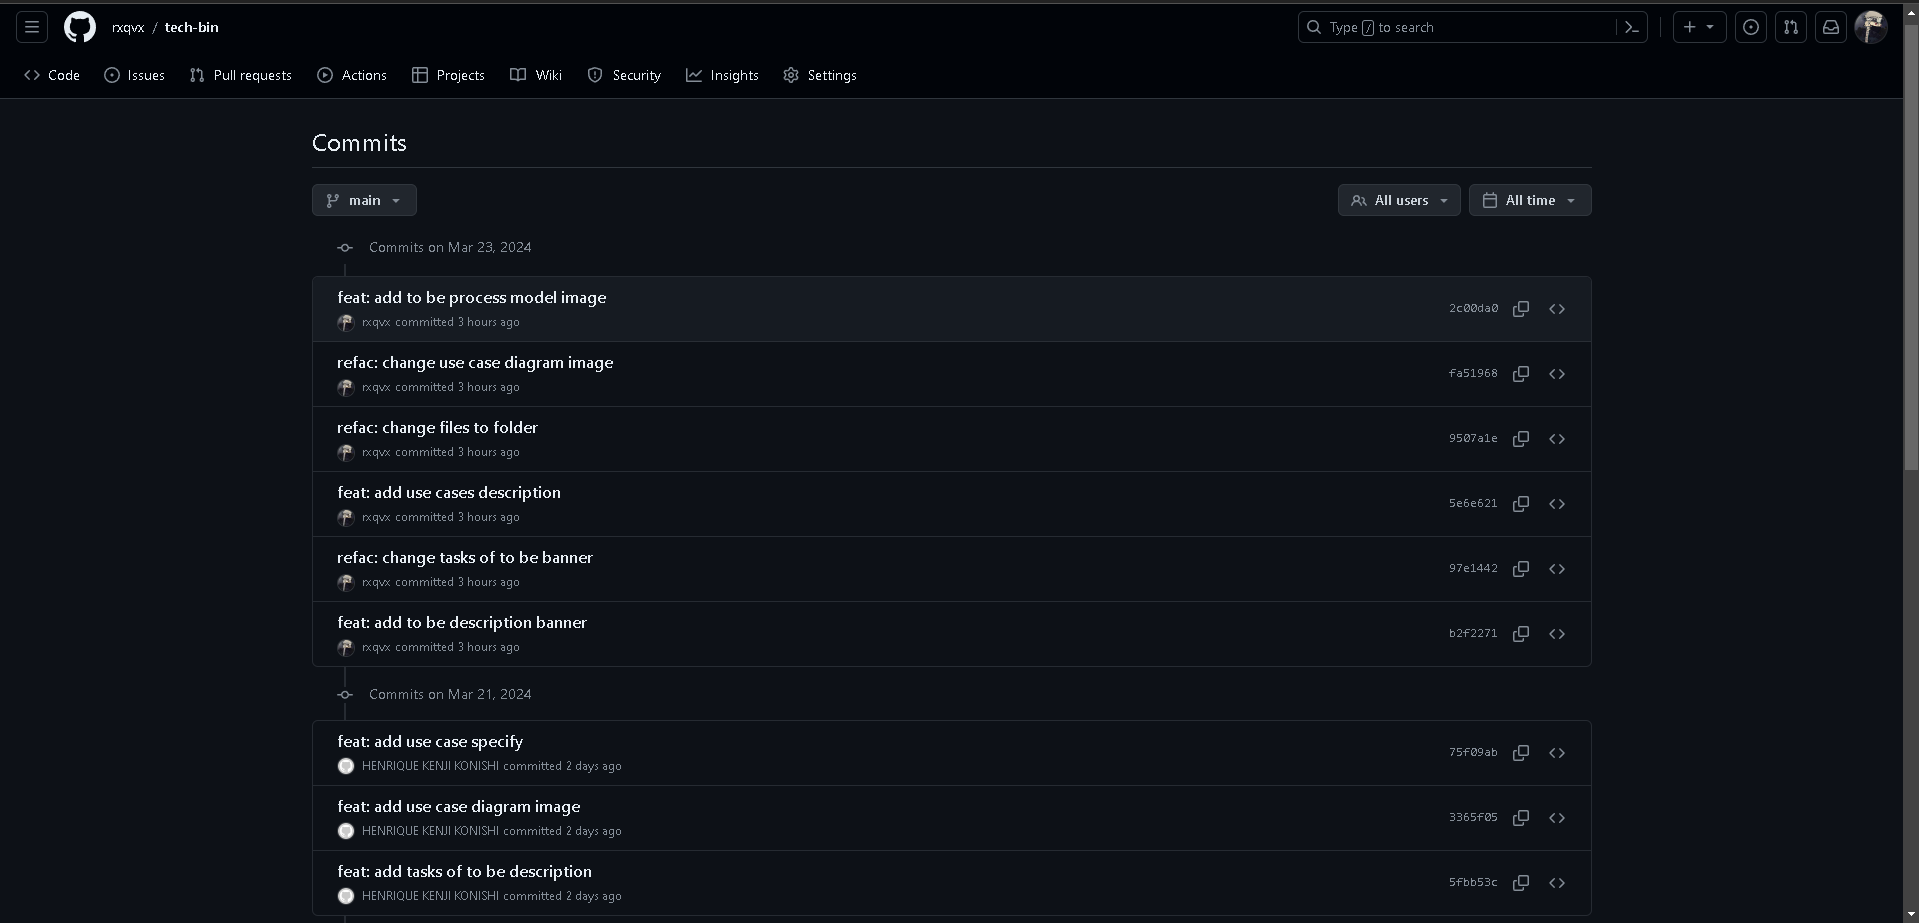 rxqvx / tech-bin
Type / to search
Code Issues Pull requests Actions Projects Wiki Security Insights Settings
Commits
main All users All time
Commits on Mar 23, 2024
feat: add to be process model image
rxqvx committed 3 hours ago
2c00da0
refac: change use case diagram image
rxqvx committed 3 hours ago
fa51968
refac: change files to folder
rxqvx committed 3 hours ago
9507a1e
feat: add use cases description
rxqvx committed 3 hours ago
5e6e621
refac: change tasks of to be banner
rxqvx committed 3 hours ago
97e1442
feat: add to be description banner
rxqvx committed 3 hours ago
b2f2271
Commits on Mar 21, 2024
feat: add use case specify
HENRIQUE KENJI KONISHI committed 2 days ago
75f09ab
feat: add use case diagram image
HENRIQUE KENJI KONISHI committed 2 days ago
3365f05
feat: add tasks of to be description
HENRIQUE KENJI KONISHI committed 2 days ago
5fbb53c